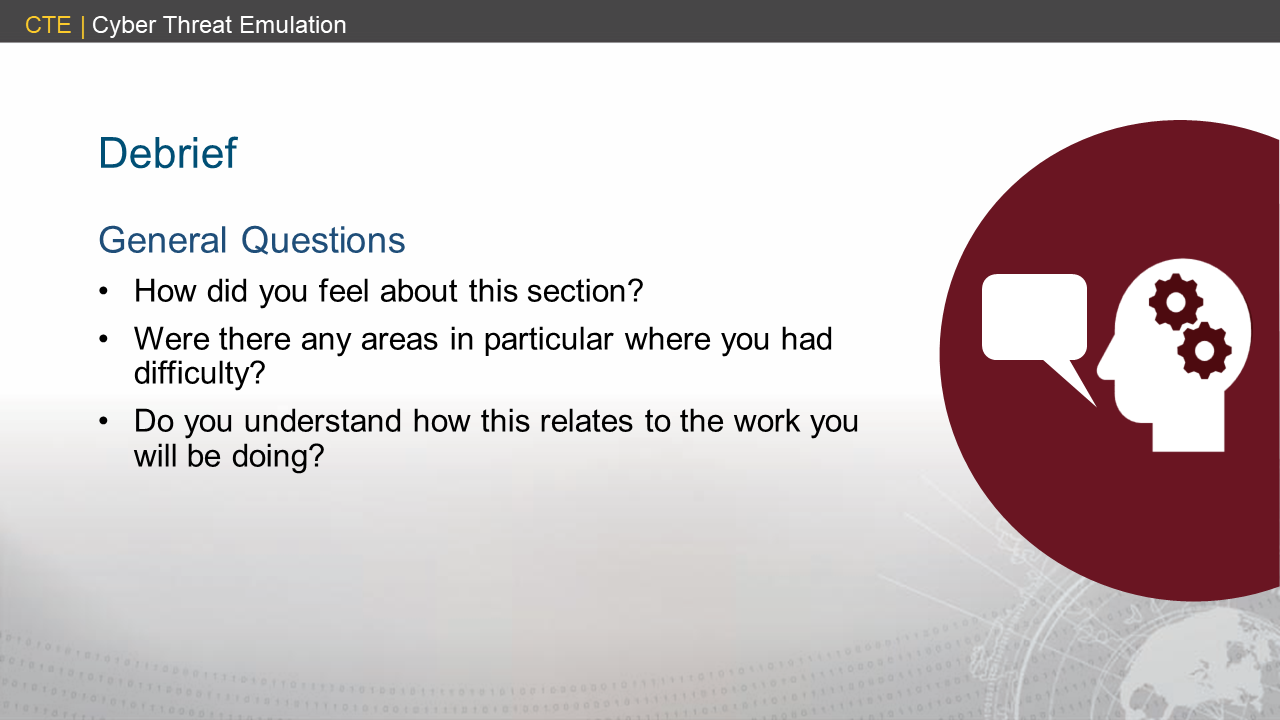 CTE | Cyber Threat Emulation
Debrief
General Questions
• How did you feel about this section?
• Were there any areas in particular where you had
difficulty?
• Do you understand how this relates to the work you
will be doing?